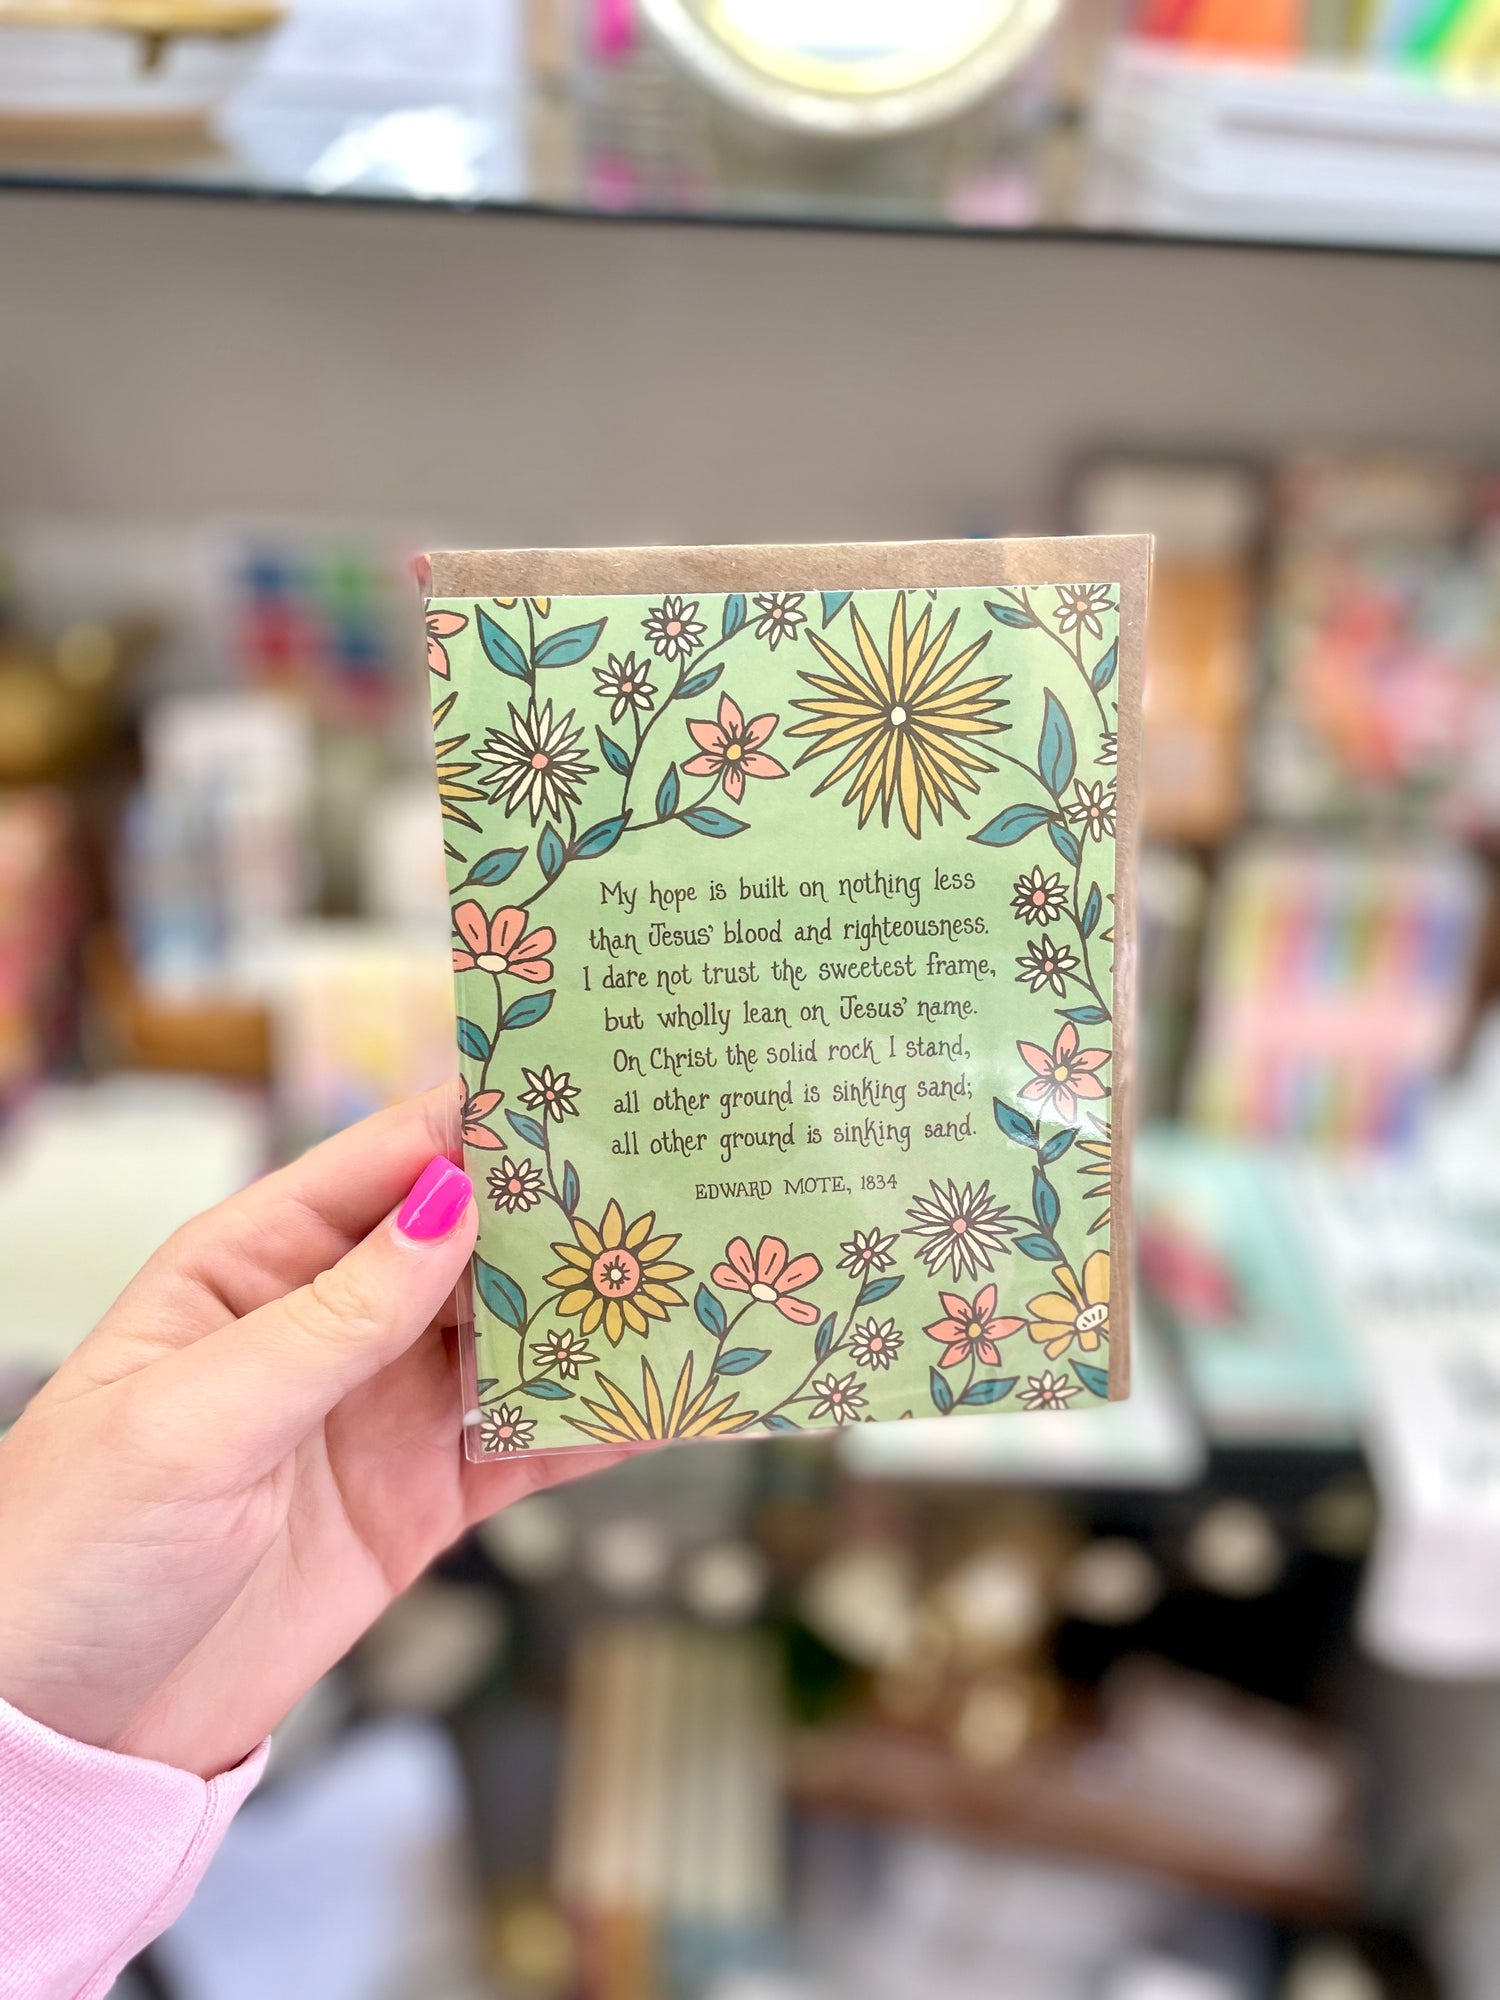 My hope is built on nothing less
than Jesus' blood and righteousness.
I dare not trust the sweetest frame,
but wholly lean on Jesus' name.
On Christ the solid rock I stand,
all other ground is sinking sand;
all other ground is sinking sand.
EDWARD MOTE, 1834